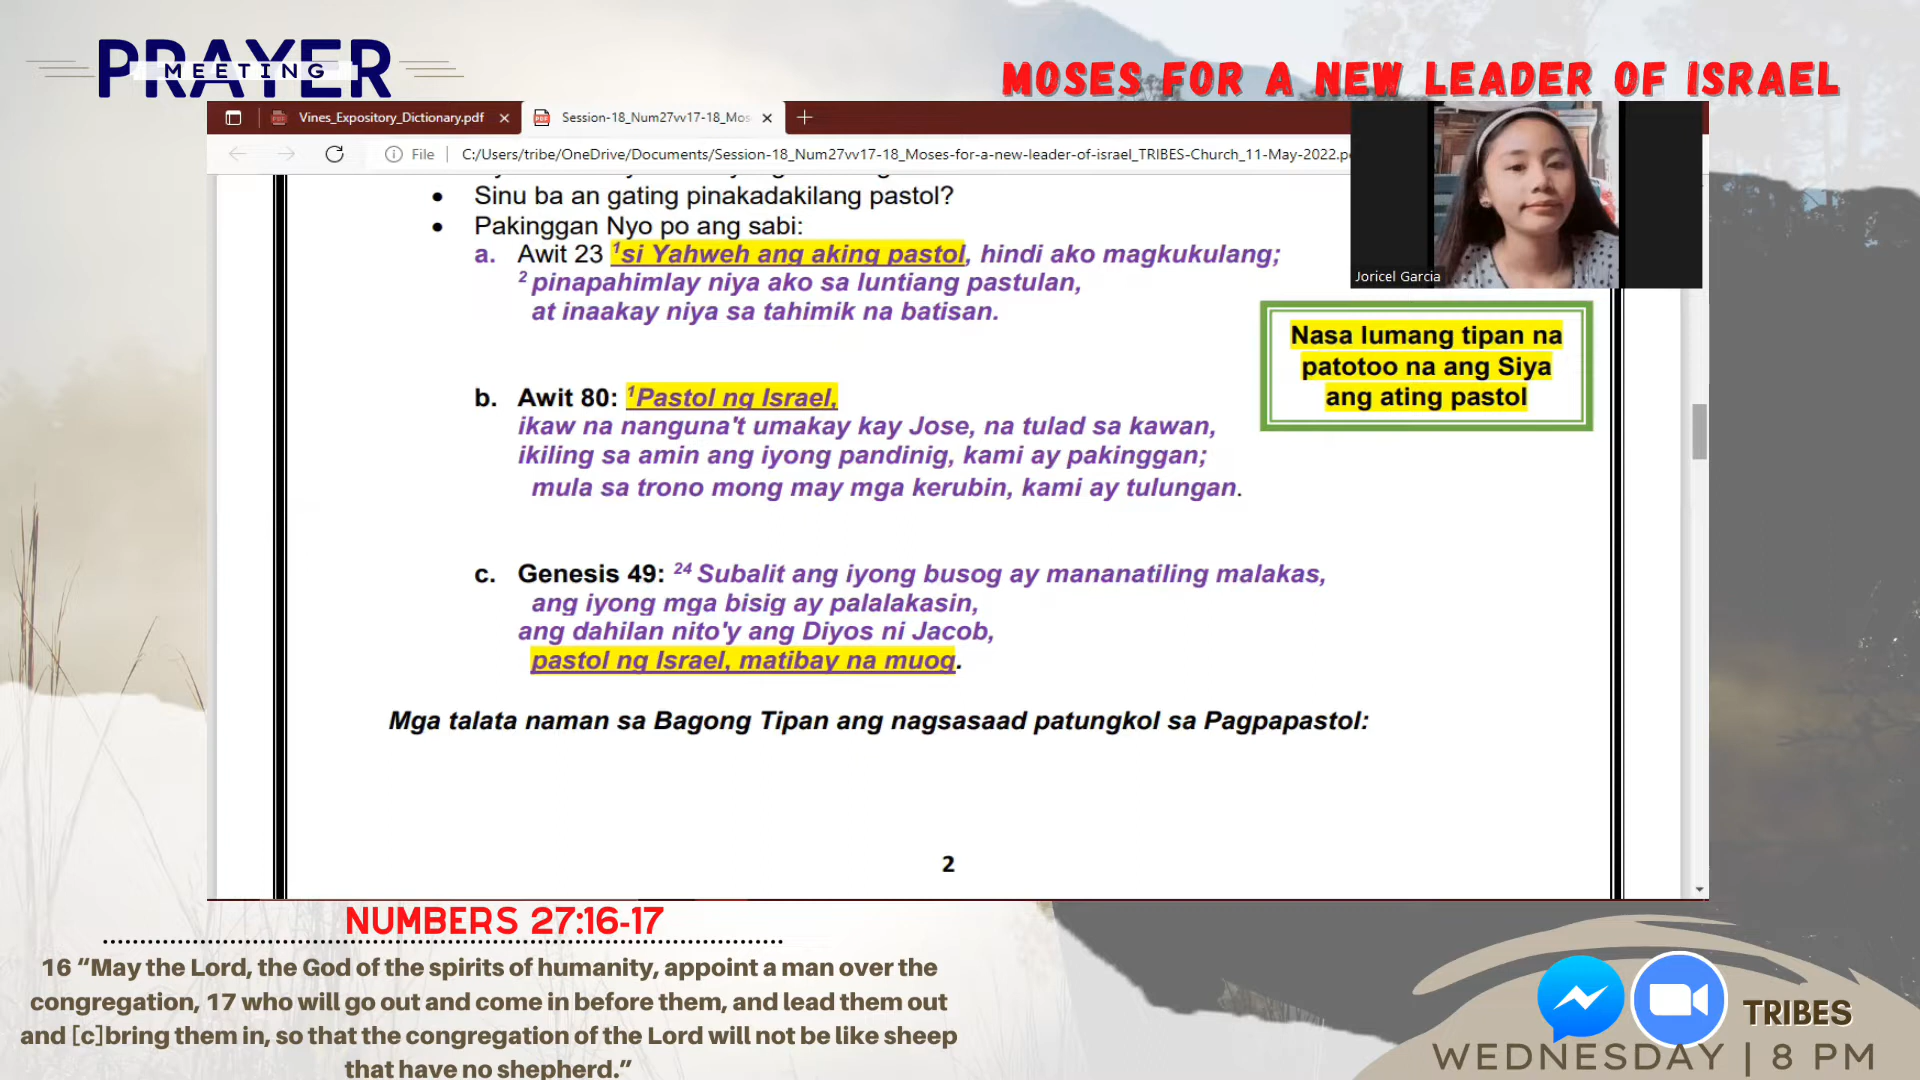 PRAYER
MEETING
MOSES FOR A NEW LEADER OF ISRAEL
Vines_Expository_Dictionary.pdf
Session-18_Num27vv17-18_Mos
File
C:/Users/tribe/OneDrive/Documents/Session-18_Num27vv17-18_Moses-for-a-new-leader-of-israel_TRIBES-Church_11-May-2022.p
Joricel Garcia
• Sinu ba an gating pinakadakilang pastol?
• Pakinggan Nyo po ang sabi:
a. Awit 23 1si Yahweh ang aking pastol, hindi ako magkukulang;
2 pinapahimlay niya ako sa luntiang pastulan,
at inaakay niya sa tahimik na batisan.
Nasa lumang tipan na
patotoo na ang Siya
ang ating pastol
b. Awit 80: 1Pastol ng Israel,
ikaw na nanguna't umakay kay Jose, na tulad sa kawan,
ikiling sa amin ang iyong pandinig, kami ay pakinggan;
mula sa trono mong may mga kerubin, kami ay tulungan.
c. Genesis 49: 24 Subalit ang iyong busog ay mananatiling malakas,
ang iyong mga bisig ay palalakasin,
ang dahilan nito'y ang Diyos ni Jacob,
pastol ng Israel, matibay na muog.
Mga talata naman sa Bagong Tipan ang nagsasaad patungkol sa Pagpapastol:
2
NUMBERS 27:16-17
16 “May the Lord, the God of the spirits of humanity, appoint a man over the
congregation, 17 who will go out and come in before them, and lead them out
and [c]bring them in, so that the congregation of the Lord will not be like sheep
that have no shepherd.”
TRIBES
WEDNESDAY | 8 PM